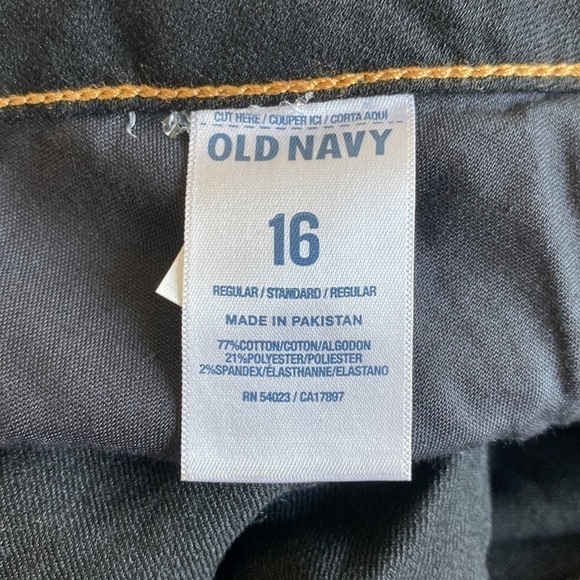 CUT HERE / COUPER ICI / CORTA AQUI
OLD NAVY
16
REGULAR / STANDARD / REGULAR
MADE IN PAKISTAN
77%COTTON/COTON/ALGODON
21%POLYESTER/POLIESTER
2%SPANDEX/ÉLASTHANNE/ELASTANO
RN 54023 / CA17897